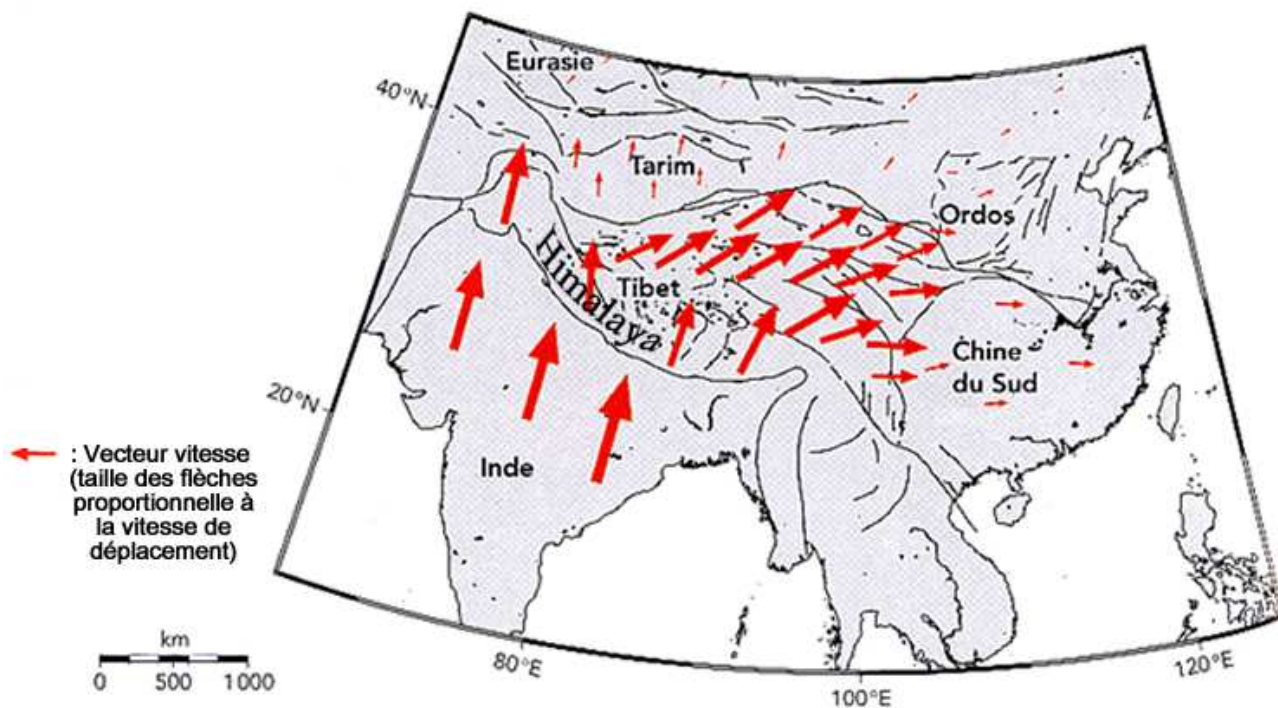 Eurasie
40°N
Tarim
Ordos
Himalaya
Tibet
Chine
du Sud
20°N
Inde
: Vecteur vitesse
(taille des flèches
proportionnelle à
la vitesse de
déplacement)
km
0 500 1000
80°E
100°E
120°E